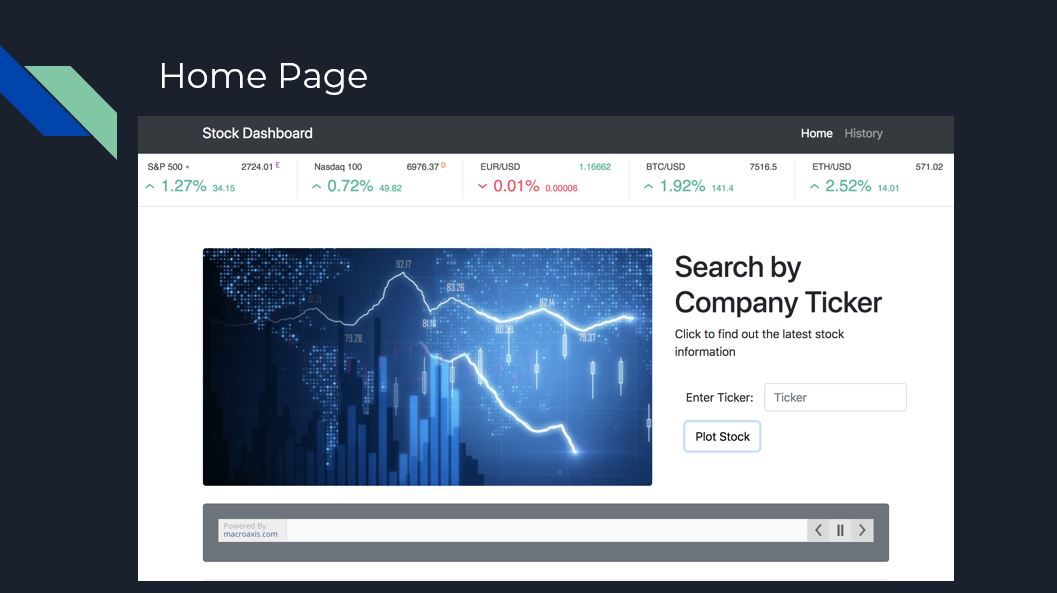 Home Page
Stock Dashboard
Home History
S&P 500 2724.01 E
1.27% 34.15
Nasdaq 100 6976.37 D
0.72% 49.82
EUR/USD 1.16662
0.01% 0.00006
BTC/USD 7516.5
1.92% 141.4
ETH/USD 571.02
2.52% 14.01
92.17
83.26
81.21
82.14
81.16
80.33
79.28
79.37
Search by
Company Ticker
Click to find out the latest stock
information
Enter Ticker: Ticker
Plot Stock
Powered By
macroaxis.com